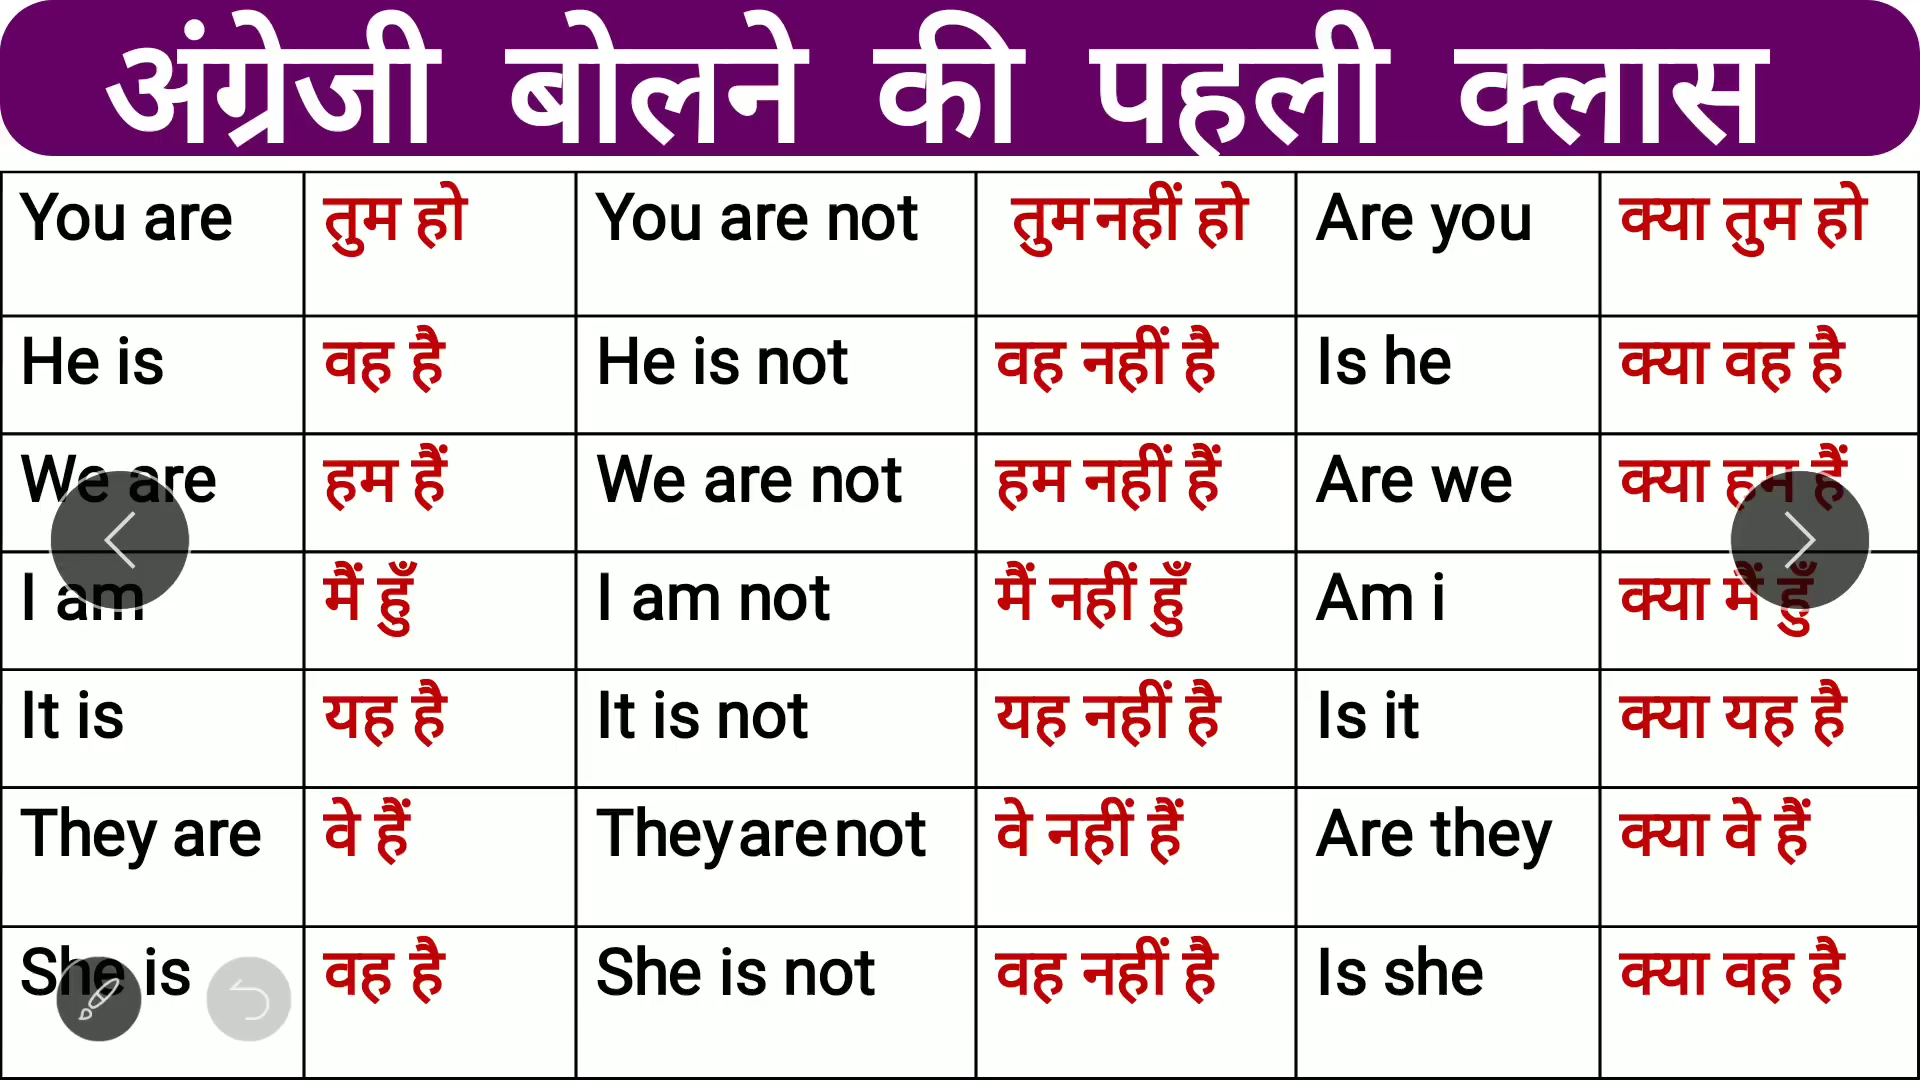 अंग्रेजी बोलने की पहली क्लास
You are तुम हो You are not तुम नहीं हो Are you क्या तुम हो
He is वह है He is not वह नहीं है Is he क्या वह है
We are हम हैं We are not हम नहीं हैं Are we क्या हम हैं
I am मैं हुँ I am not मैं नहीं हुँ Am i क्या मैं हुँ
It is यह है It is not यह नहीं है Is it क्या यह है
They are वे हैं They are not वे नहीं हैं Are they क्या वे हैं
She is वह है She is not वह नहीं है Is she क्या वह है